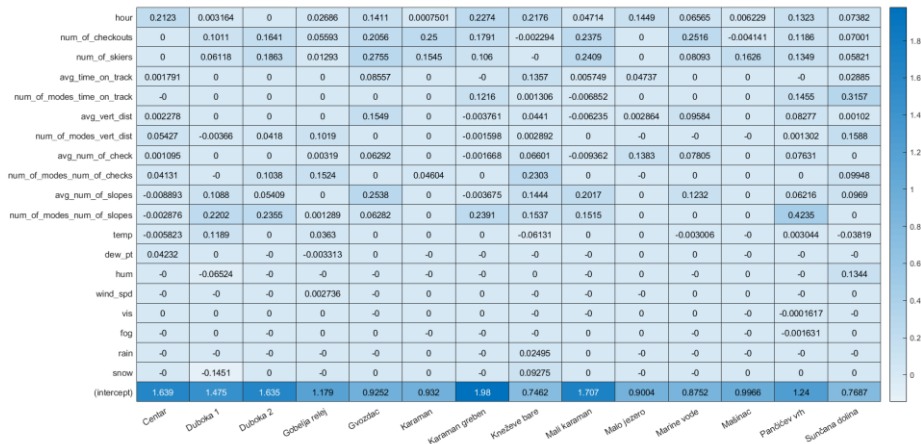 hour 0.2123 0.003164 0 0.02686 0.1411 0.0007501 0.2274 0.2176 0.04714 0.1449 0.06565 0.006229 0.1323 0.07382
num_of_checkouts 0 0.1011 0.1641 0.05593 0.2056 0.25 0.1791 -0.002294 0.2375 0 0.2516 -0.004141 0.1186 0.07001
num_of_skiers 0 0.06118 0.1863 0.01293 0.2755 0.1545 0.106 -0 0.2409 0 0.08093 0.1626 0.1349 0.05821
avg_time_on_track 0.001791 0 0 0 0.08557 0 -0 0.1357 0.005749 0.04737 0 0 -0 0.02885
num_of_modes_time_on_track -0 0 0 0 0 0 0.1216 0.001306 -0.006852 0 0 0 0.1455 0.3157
avg_vert_dist 0.002278 0 0 0 0.1549 0 -0.003761 0.0441 -0.006235 0.002864 0.09584 0 0.08277 0.00102
num_of_modes_vert_dist 0.05427 -0.00366 0.0418 0.1019 0 0 -0.001598 0.002892 0 -0 -0 0 0.001302 0.1588
avg_num_of_check 0.001095 0 0 0.00319 0.06292 0 -0.001668 0.06601 -0.009362 0.1383 0.07805 0 0.07631 0
num_of_modes_num_of_checks 0.04131 -0 0.1038 0.1524 0 0.04604 0 0.2303 0 0 -0 0 0 0.09948
avg_num_of_slopes -0.008893 0.1088 0.05409 0 0.2538 0 -0.003675 0.1444 0.2017 0 0.1232 0 0.06216 0.0969
num_of_modes_num_of_slopes -0.002876 0.2202 0.2355 0.001289 0.06282 0 0.2391 0.1537 0.1515 0 0 0 0.4235 0
temp -0.005823 0.1189 0 0.0363 0 0 0 -0.06131 0 0 -0.003006 -0 0.003044 -0.03819
dew_pt 0.04232 0 -0 -0.003313 0 0 0 -0 0 0 -0 -0 0 -0
hum -0 -0.06524 -0 -0 -0 -0 -0 0 -0 0 0 -0 0 0.1344
wind_spd -0 -0 -0 0.002736 -0 0 -0 0 -0 -0 0 -0 -0 0
vis 0 0 0 -0 0 -0 -0 0 -0 0 0 -0 -0.0001617 -0
fog -0 0 0 -0 0 -0 -0 -0 -0 0 0 0 -0.001631 0
rain -0 -0 -0 -0 0 -0 -0 0.02495 -0 0 0 -0 -0 -0
snow -0 -0.1451 0 -0 0 -0 0 0.09275 -0 0 0 -0 0 0
(intercept) 1.639 1.475 1.635 1.179 0.9252 0.932 1.98 0.7462 1.707 0.9004 0.8752 0.9966 1.24 0.7687
Centar Duboka 1 Duboka 2 Gobelja relej Gvozdac Karaman Karaman greben Kneževe bare Mali karaman Malo jezero Marine vode Mašinac Pančićev vrh Sunčana dolina
1.8
1.6
1.4
1.2
1
0.8
0.6
0.4
0.2
0